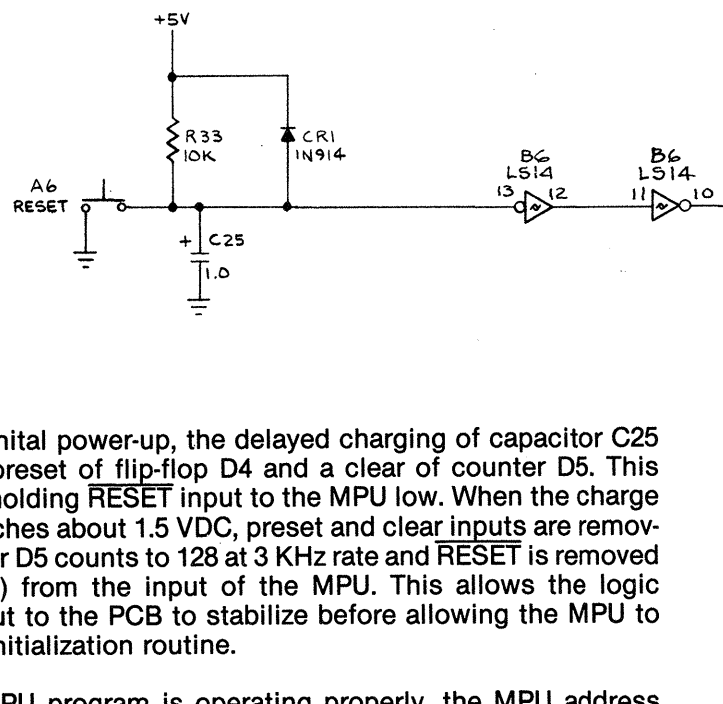 +5V
R33
10K
CR1
1N914
A6
RESET
+
C25
1.0
B6
LS14
13
12
B6
LS14
11
10
nital power-up, the delayed charging of capacitor C25
preset of flip-flop D4 and a clear of counter D5. This
holding RESET input to the MPU low. When the charge
ches about 1.5 VDC, preset and clear inputs are remov-
r D5 counts to 128 at 3 KHz rate and RESET is removed
) from the input of the MPU. This allows the logic
ut to the PCB to stabilize before allowing the MPU to
nitialization routine.
PU program is operating properly, the MPU address